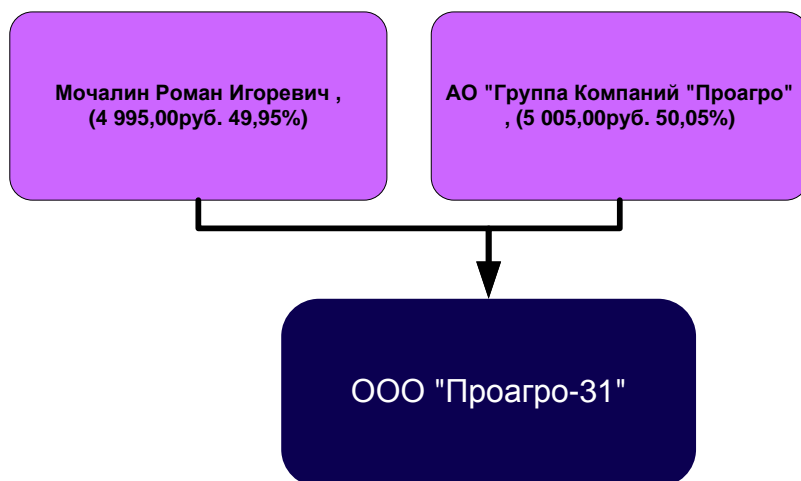 Мочалин Роман Игоревич ,
(4 995,00руб. 49,95%)
АО "Группа Компаний "Проагро"
, (5 005,00руб. 50,05%)
ООО "Проагро-31"